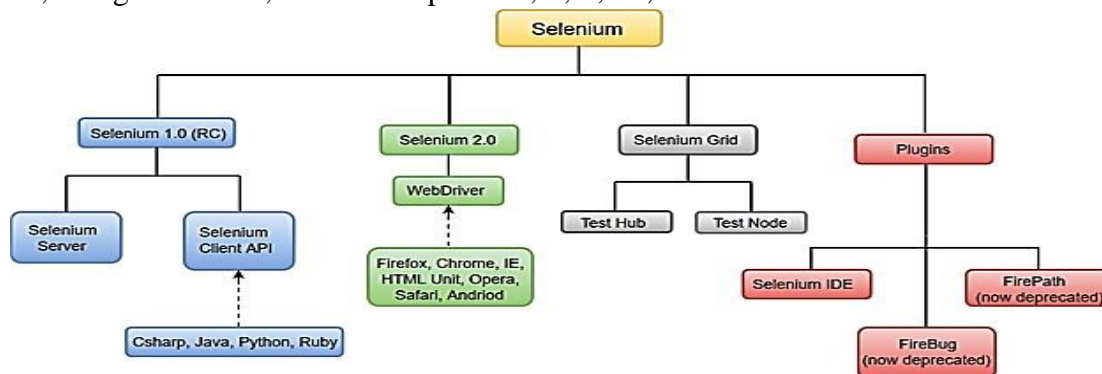 Selenium
Selenium 1.0 (RC)
Selenium 2.0
Selenium Grid
Plugins
WebDriver
Selenium
Server
Selenium
Client API
Test Hub
Test Node
Firefox, Chrome, IE,
HTML Unit, Opera,
Safari, Andriod
Selenium IDE
FirePath
(now deprecated)
Csharp, Java, Python, Ruby
FireBug
(now deprecated)